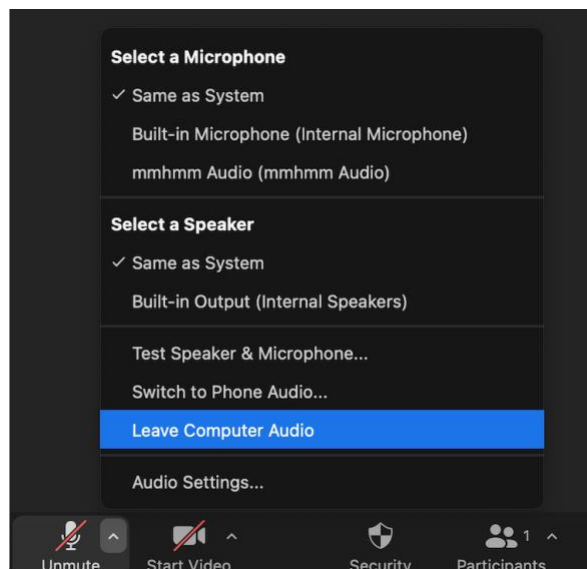 Select a Microphone
✓ Same as System
Built-in Microphone (Internal Microphone)
mmhmm Audio (mmhmm Audio)
Select a Speaker
✓ Same as System
Built-in Output (Internal Speakers)
Test Speaker & Microphone...
Switch to Phone Audio...
Leave Computer Audio
Audio Settings...
1
Unmute Start Video Security Participants